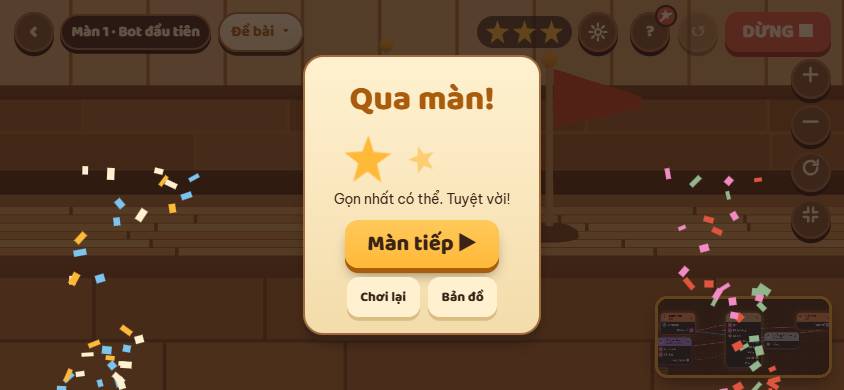 Màn 1 · Bot đầu tiên
Đề bài
?
DỪNG
Qua màn!
Gọn nhất có thể. Tuyệt vời!
Màn tiếp
Chơi lại
Bản đồ